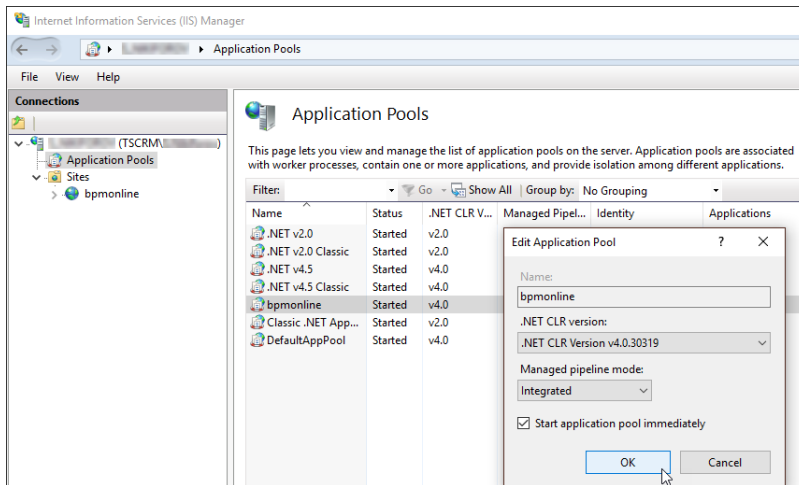 Internet Information Services (IIS) Manager
Application Pools
File View Help
Connections
(TSCRM\ )
Application Pools
Sites
bpmonline
Application Pools
This page lets you view and manage the list of application pools on the server. Application pools are associated
with worker processes, contain one or more applications, and provide isolation among different applications.
Filter: Go Show All Group by: No Grouping
Name Status .NET CLR V... Managed Pipel... Identity Applications
.NET v2.0 Started v2.0
.NET v2.0 Classic Started v2.0
.NET v4.5 Started v4.0
.NET v4.5 Classic Started v4.0
bpmonline Started v4.0
Classic .NET App... Started v2.0
DefaultAppPool Started v4.0
Edit Application Pool ?
Name:
bpmonline
.NET CLR version:
.NET CLR Version v4.0.30319
Managed pipeline mode:
Integrated
Start application pool immediately
OK Cancel